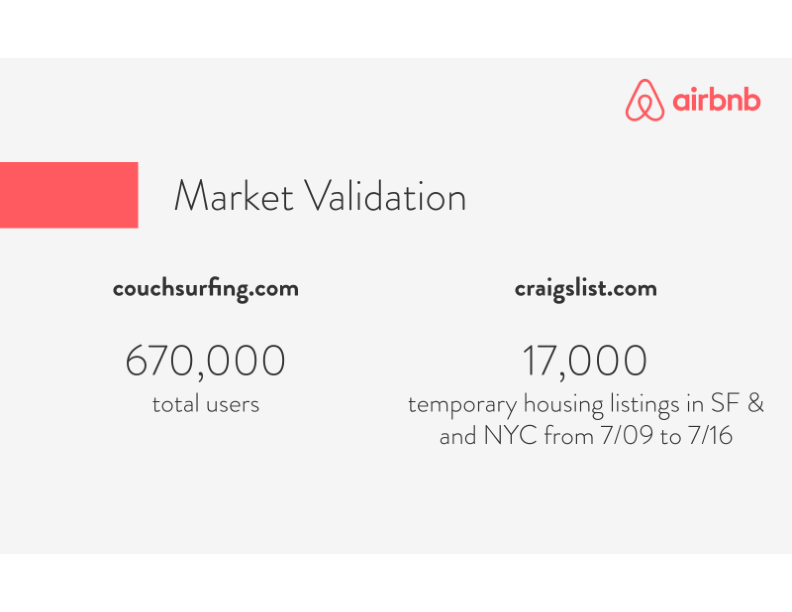 airbnb
Market Validation
couchsurfing.com
670,000
total users
craigslist.com
17,000
temporary housing listings in SF &
and NYC from 7/09 to 7/16